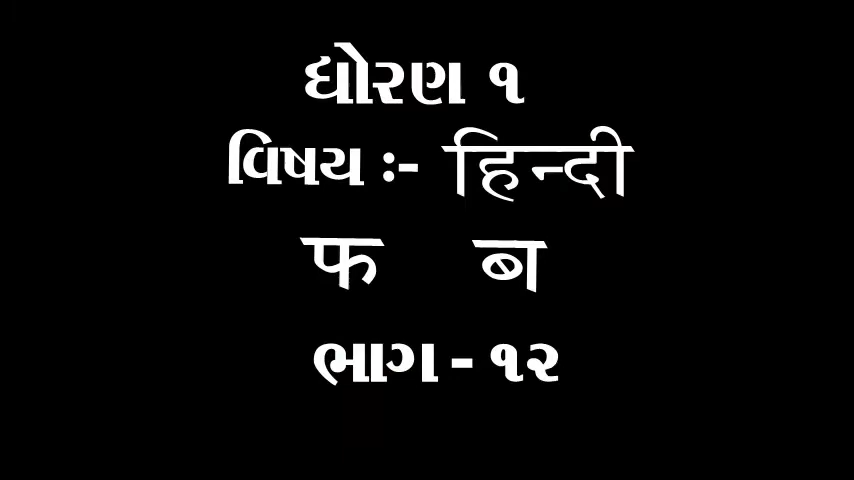 ધોરણ ૧
વિષય :- हिन्दी
फ ब
ભાગ - ૧૨